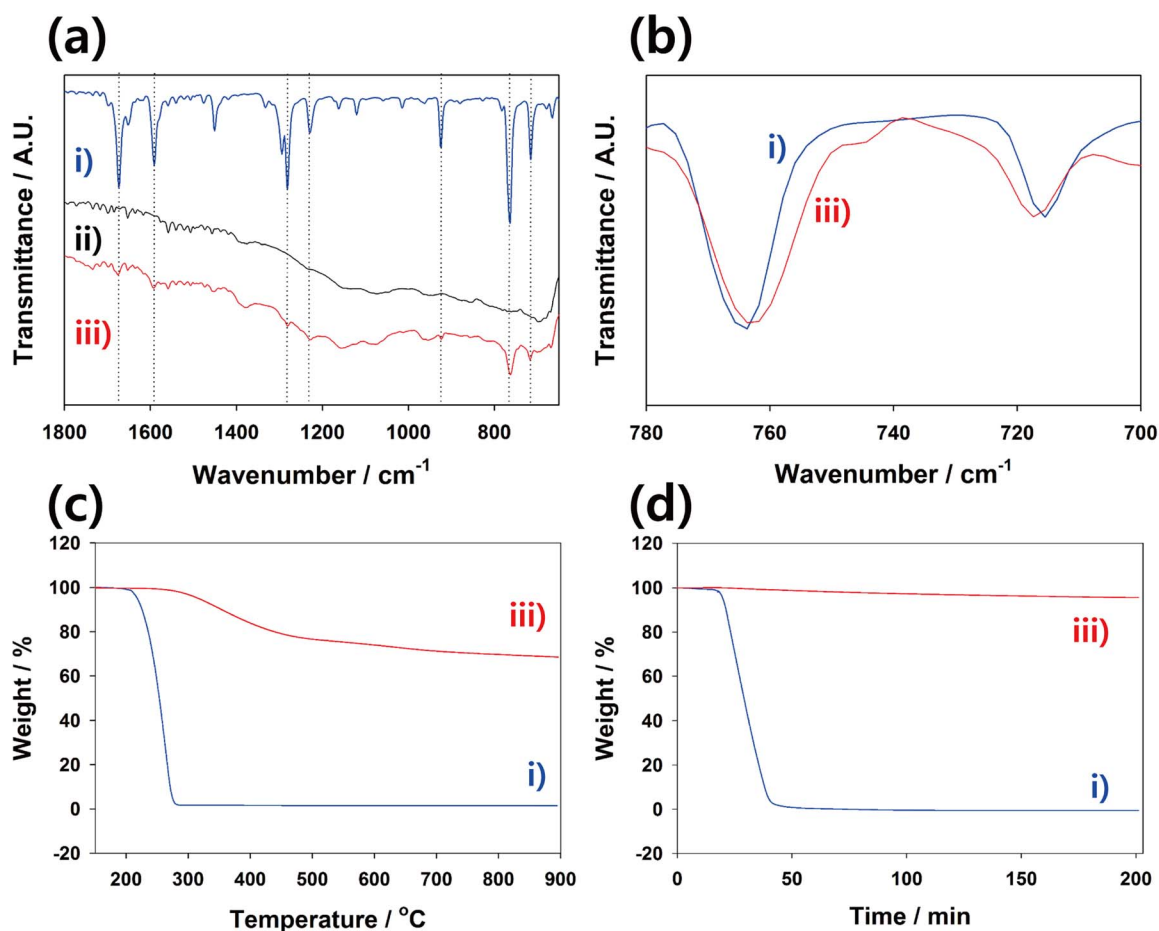 (a)
i)
ii)
iii)
Transmittance / A.U.
1800 1600 1400 1200 1000 800
Wavenumber / cm⁻¹
(b)
i)
iii)
Transmittance / A.U.
780 760 740 720 700
Wavenumber / cm⁻¹
(c)
120
100
80
60
40
20
0
-20
iii)
i)
Weight / %
200 300 400 500 600 700 800 900
Temperature / °C
(d)
120
100
80
60
40
20
0
-20
iii)
i)
Weight / %
0 50 100 150 200
Time / min